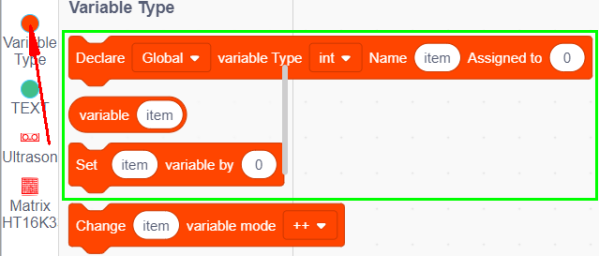 Variable Type
Variable
Type
Declare Global variable Type int Name item Assigned to 0
TEXT
variable item
Ultrason
Set item variable by 0
Matrix
HT16K3
Change item variable mode ++